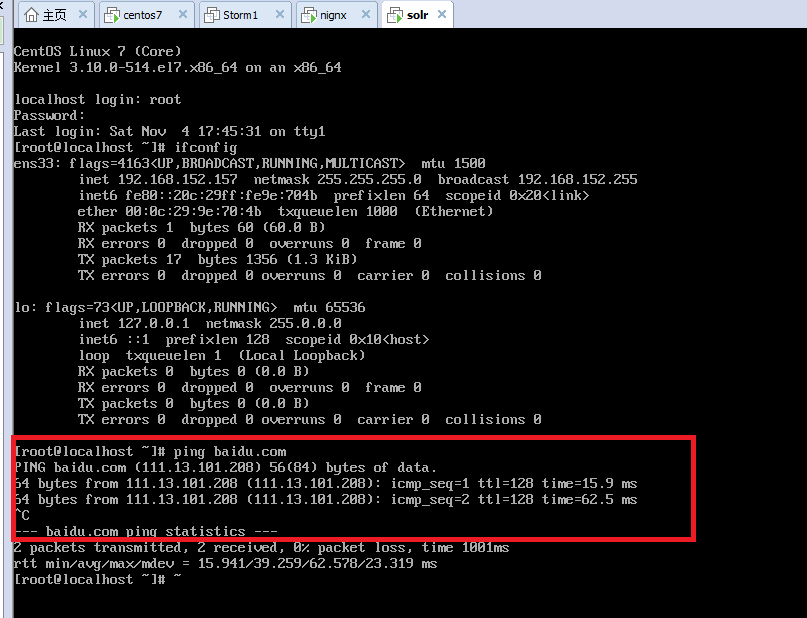 主页 centos7 Storm1 nignx solr
CentOS Linux 7 (Core)
Kernel 3.10.0-514.el7.x86_64 on an x86_64
localhost login: root
Password:
Last login: Sat Nov  4 17:45:31 on tty1
[root@localhost ~]# ifconfig
ens33: flags=4163<UP,BROADCAST,RUNNING,MULTICAST>  mtu 1500
        inet 192.168.152.157  netmask 255.255.255.0  broadcast 192.168.152.255
        inet6 fe80::20c:29ff:fe9e:704b  prefixlen 64  scopeid 0x20<link>
        ether 00:0c:29:9e:70:4b  txqueuelen 1000  (Ethernet)
        RX packets 1  bytes 60 (60.0 B)
        RX errors 0  dropped 0  overruns 0  frame 0
        TX packets 17  bytes 1356 (1.3 KiB)
        TX errors 0  dropped 0 overruns 0  carrier 0  collisions 0
lo: flags=73<UP,LOOPBACK,RUNNING>  mtu 65536
        inet 127.0.0.1  netmask 255.0.0.0
        inet6 ::1  prefixlen 128  scopeid 0x10<host>
        loop  txqueuelen 1  (Local Loopback)
        RX packets 0  bytes 0 (0.0 B)
        RX errors 0  dropped 0  overruns 0  frame 0
        TX packets 0  bytes 0 (0.0 B)
        TX errors 0  dropped 0 overruns 0  carrier 0  collisions 0
[root@localhost ~]# ping baidu.com
PING baidu.com (111.13.101.208) 56(84) bytes of data.
64 bytes from 111.13.101.208 (111.13.101.208): icmp_seq=1 ttl=128 time=15.9 ms
64 bytes from 111.13.101.208 (111.13.101.208): icmp_seq=2 ttl=128 time=62.5 ms
^C
--- baidu.com ping statistics ---
2 packets transmitted, 2 received, 0% packet loss, time 1001ms
rtt min/avg/max/mdev = 15.941/39.259/62.578/23.319 ms
[root@localhost ~]# ~